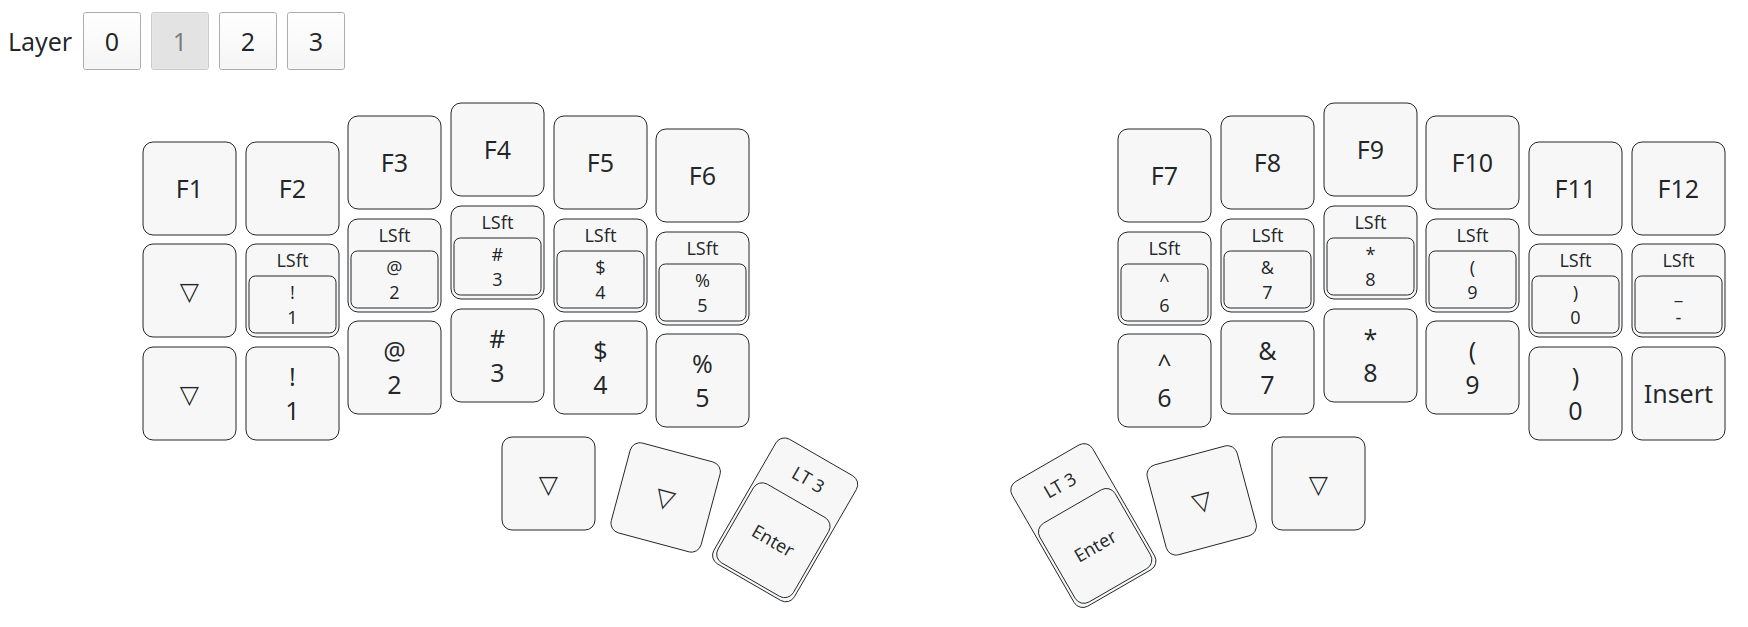 Layer 0 1 2 3
F1 F2 F3 F4 F5 F6 F7 F8 F9 F10 F11 F12
▽ LSft LSft LSft LSft LSft LSft LSft LSft LSft LSft LSft
! @ # $ % ^ & * ( ) _
1 2 3 4 5 6 7 8 9 0 -
▽ ! @ # $ % ^ & * ( ) Insert
1 2 3 4 5 6 7 8 9 0
▽ ▽ LT 3 LT 3 ▽ ▽
Enter Enter